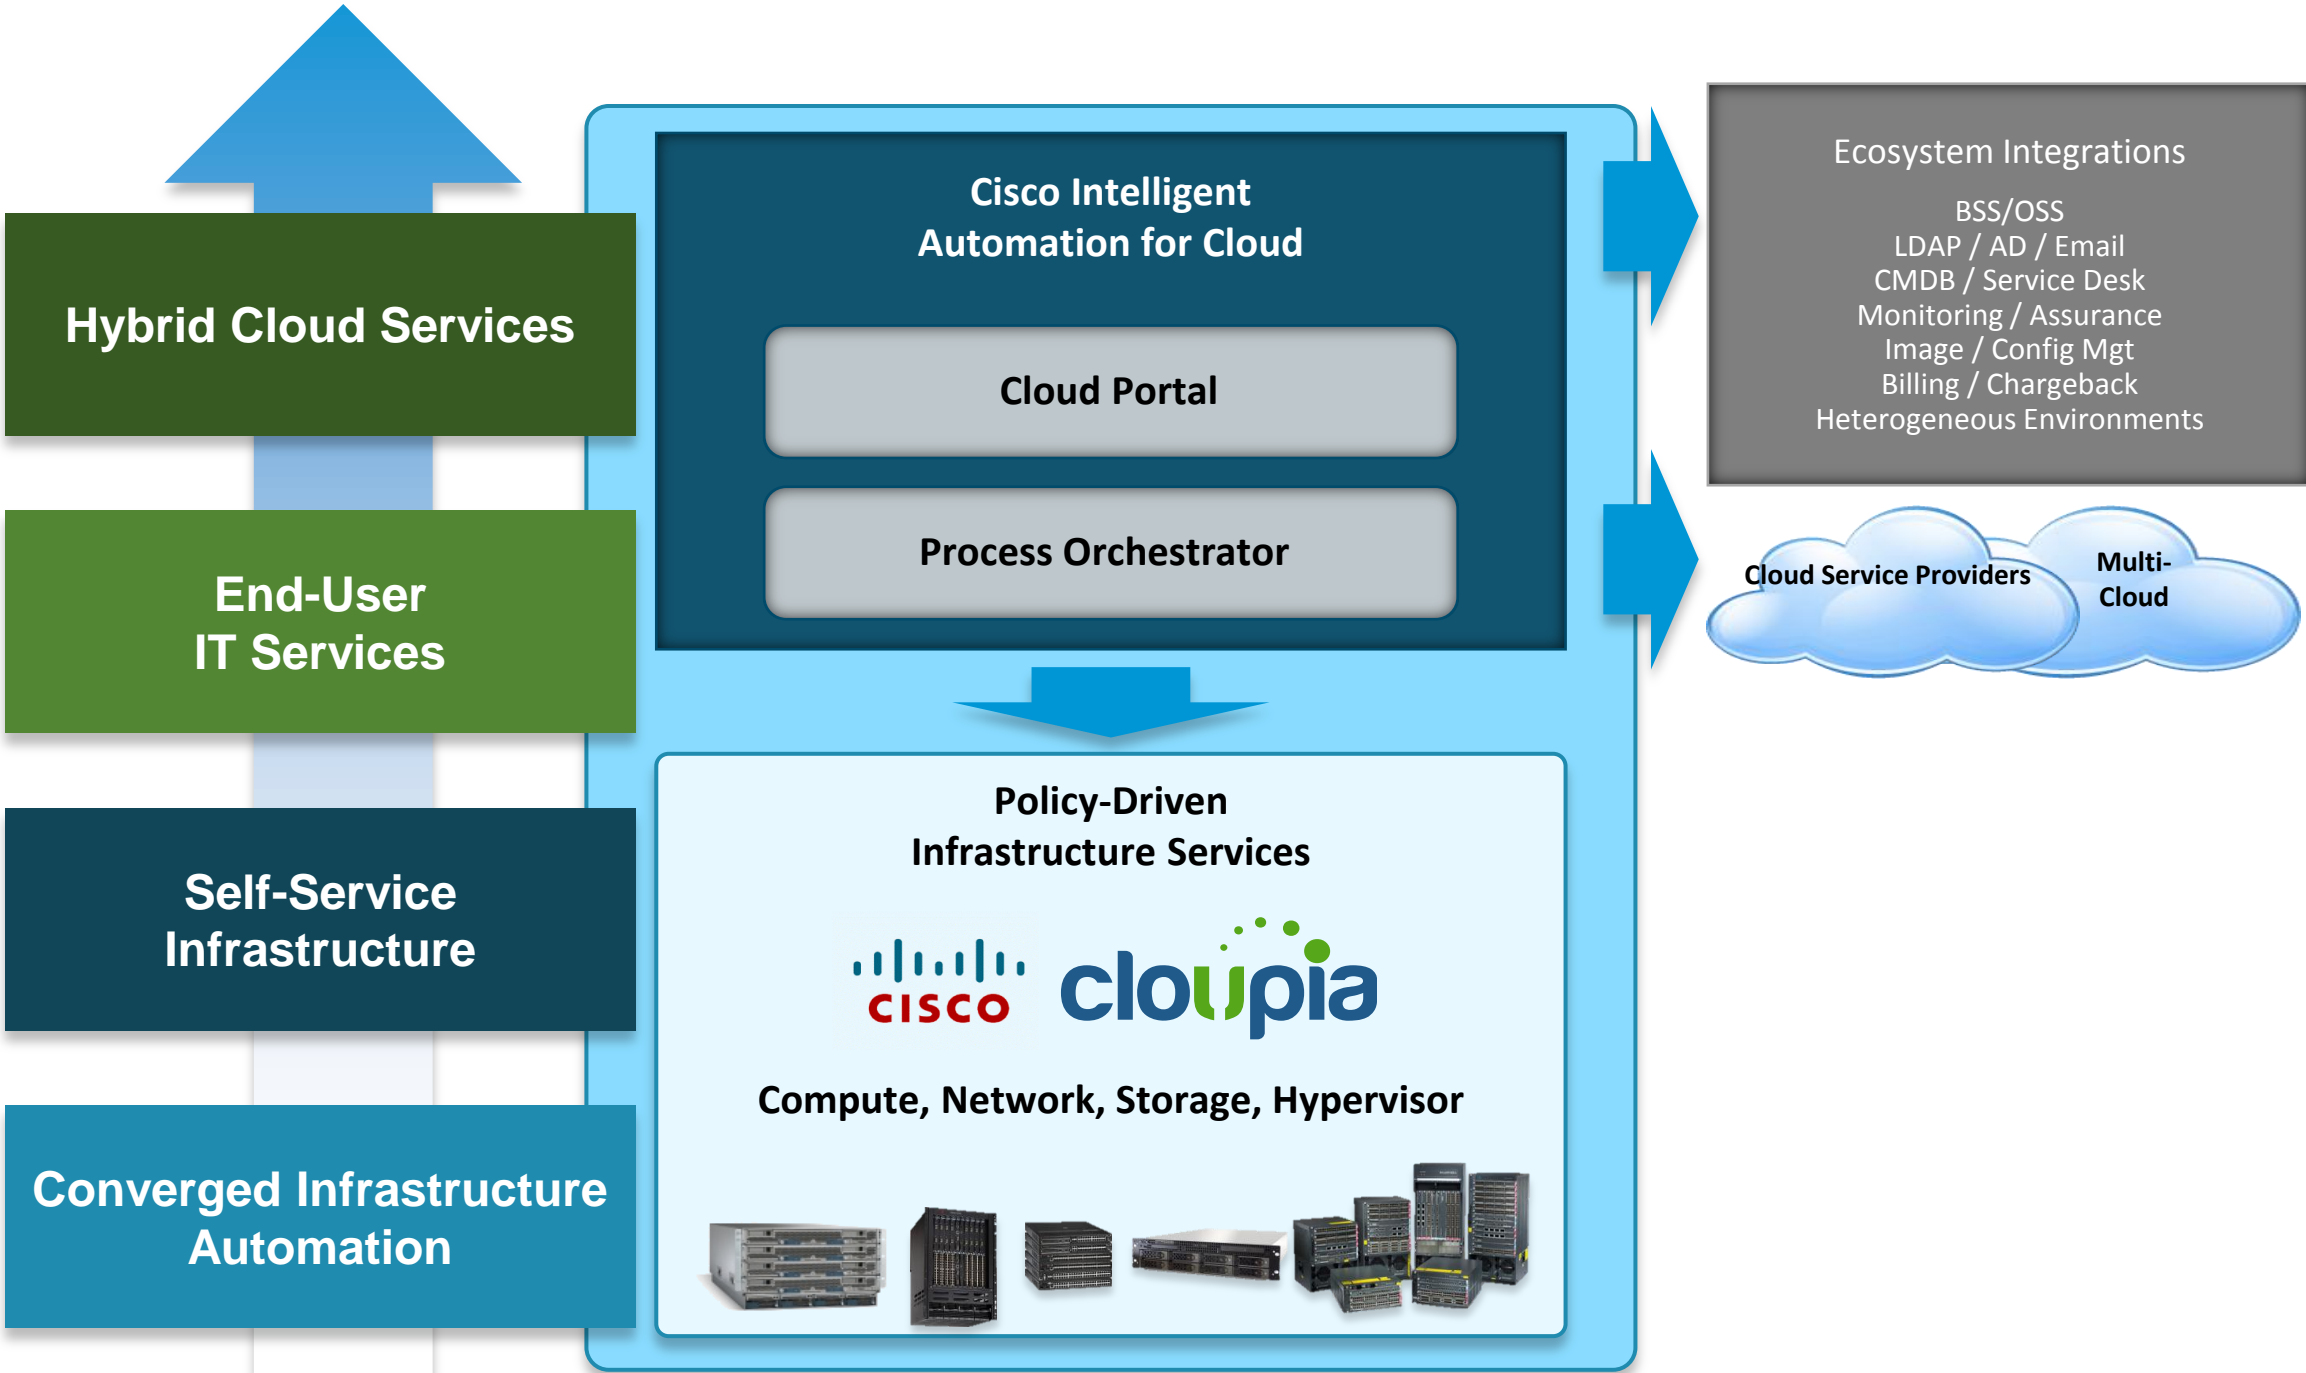 Hybrid Cloud Services
End-User
IT Services
Self-Service
Infrastructure
Converged Infrastructure
Automation
Cisco Intelligent
Automation for Cloud
Cloud Portal
Process Orchestrator
Policy-Driven
Infrastructure Services
CISCO
cloupia
Compute, Network, Storage, Hypervisor
Ecosystem Integrations
BSS/OSS
LDAP / AD / Email
CMDB / Service Desk
Monitoring / Assurance
Image / Config Mgt
Billing / Chargeback
Heterogeneous Environments
Cloud Service Providers
Multi-
Cloud